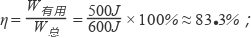 η = W有用/W总 = 500J/600J × 100% ≈ 83•3% ;